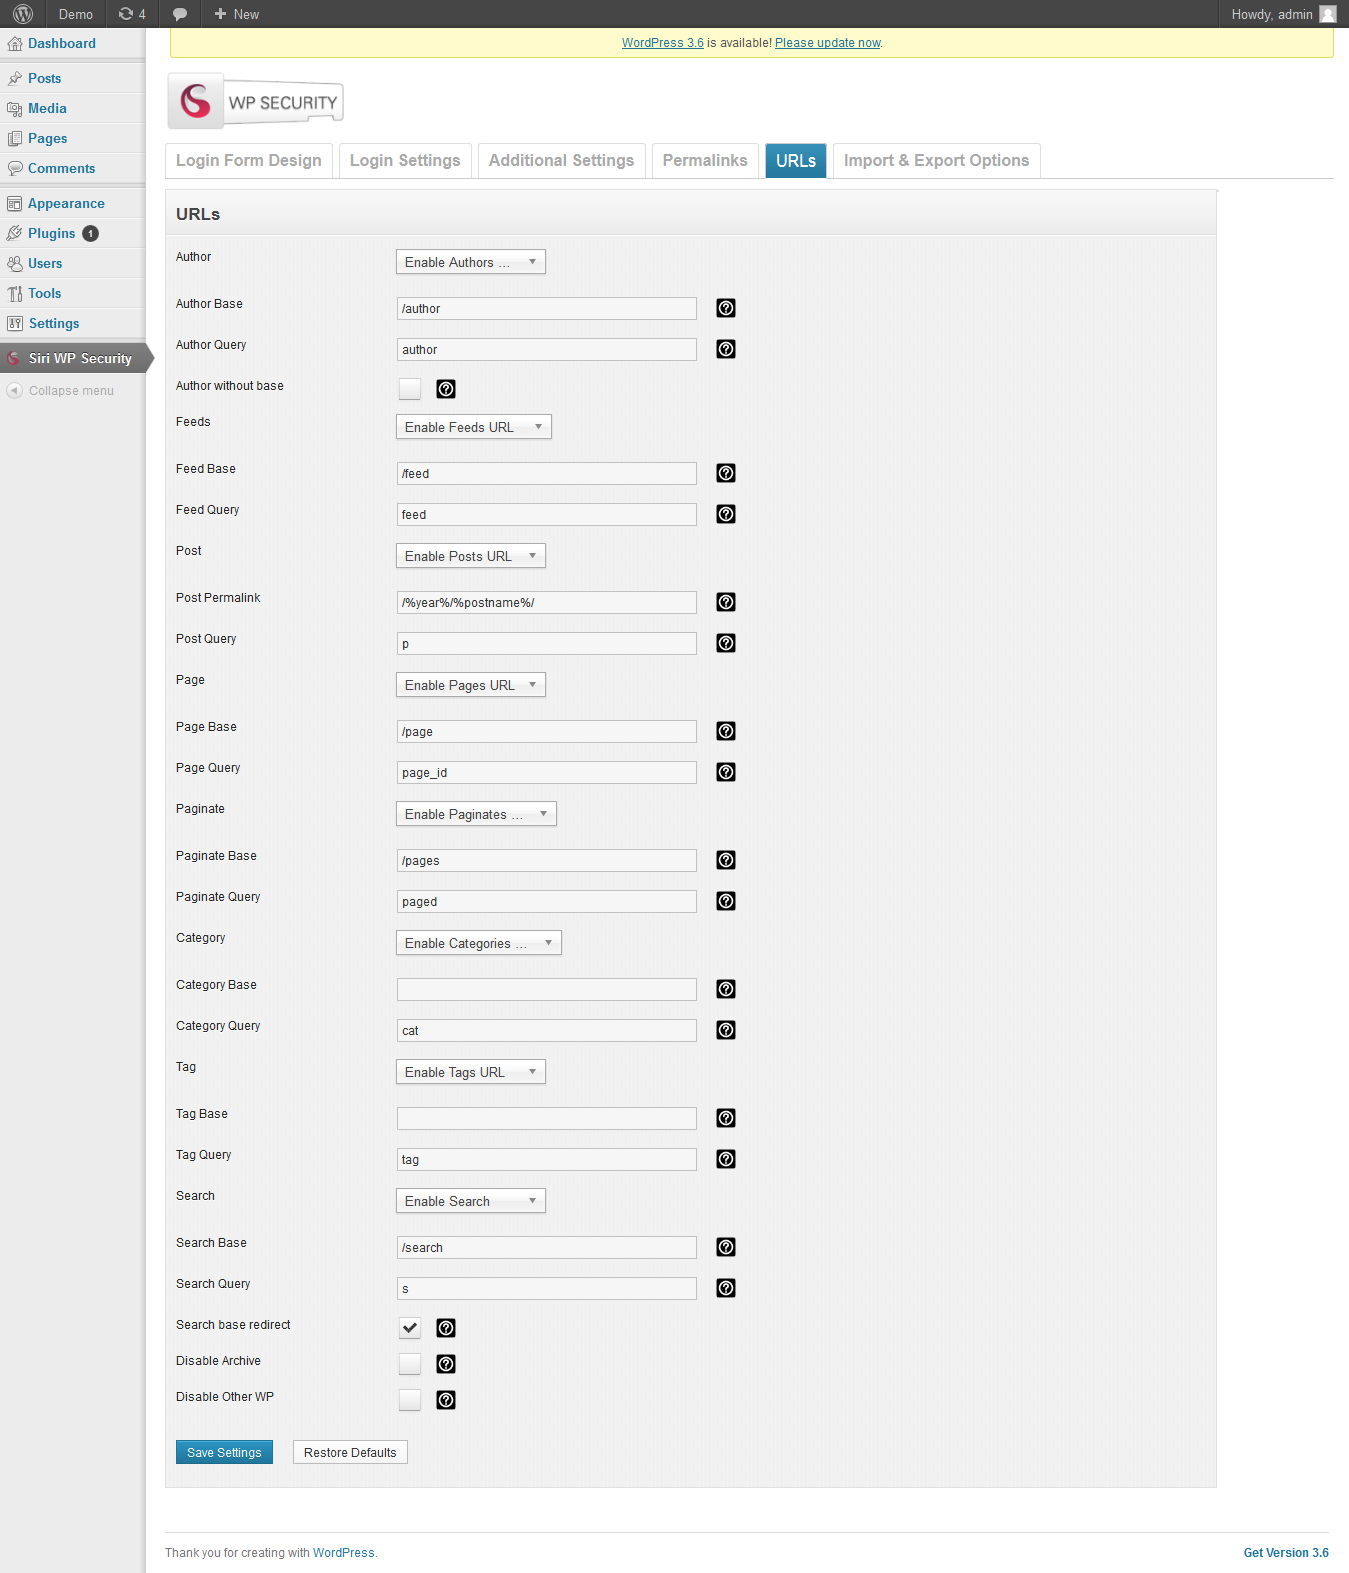 Demo 4 New Howdy, admin
WordPress 3.6 is available! Please update now.
Dashboard
Posts
Media
Pages
Comments
Appearance
Plugins 1
Users
Tools
Settings
Siri WP Security
Collapse menu
WP SECURITY
Login Form Design Login Settings Additional Settings Permalinks URLs Import & Export Options
URLs
Author Enable Authors ...
Author Base /author
Author Query author
Author without base
Feeds Enable Feeds URL
Feed Base /feed
Feed Query feed
Post Enable Posts URL
Post Permalink /%year%/%postname%/
Post Query p
Page Enable Pages URL
Page Base /page
Page Query page_id
Paginate Enable Paginates ...
Paginate Base /pages
Paginate Query paged
Category Enable Categories ...
Category Base
Category Query cat
Tag Enable Tags URL
Tag Base
Tag Query tag
Search Enable Search
Search Base /search
Search Query s
Search base redirect
Disable Archive
Disable Other WP
Save Settings Restore Defaults
Thank you for creating with WordPress. Get Version 3.6